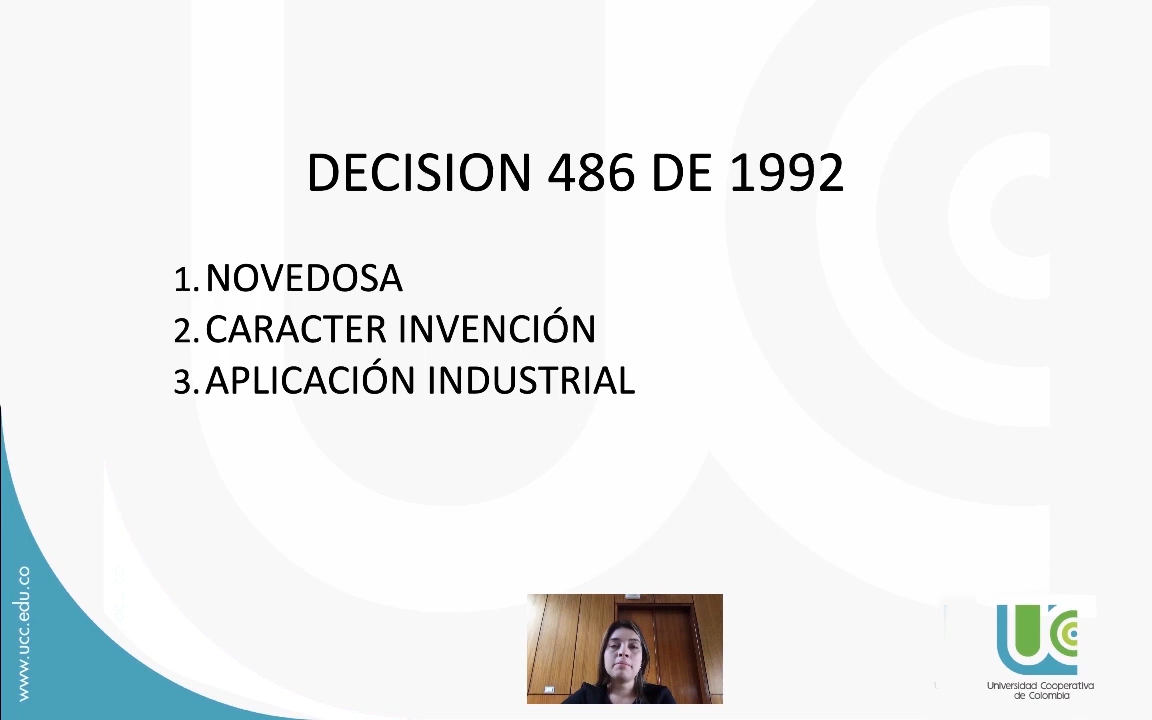 DECISION 486 DE 1992
1. NOVEDOSA
2. CARACTER INVENCIÓN
3. APLICACIÓN INDUSTRIAL
www.ucc.edu.co
Universidad Cooperativa
de Colombia